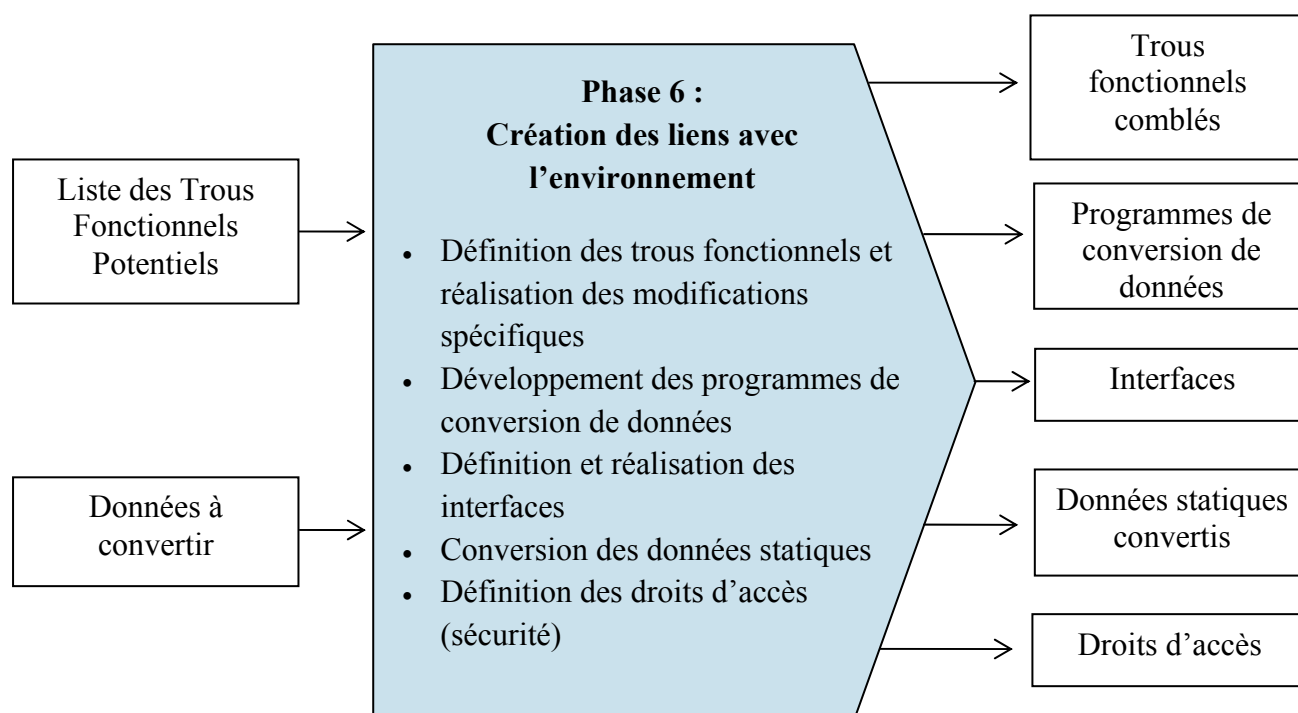 Liste des Trous
Fonctionnels
Potentiels
Données à
convertir
Phase 6 :
Création des liens avec
l’environnement
• Définition des trous fonctionnels et
réalisation des modifications
spécifiques
• Développement des programmes de
conversion de données
• Définition et réalisation des
interfaces
• Conversion des données statiques
• Définition des droits d’accès
(sécurité)
Trous
fonctionnels
comblés
Programmes de
conversion de
données
Interfaces
Données statiques
convertis
Droits d’accès